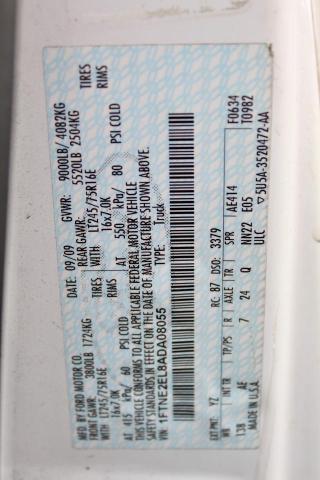 MFD. BY FORD MOTOR CO.
09/09 GVWR: 9000LB/ 4082KG
FRONT GAWR: 3800LB 1724KG REAR GAWR: 5520LB 2504KG
LT245/75R16E TIRES WITH LT245/75R16E TIRES
16x7.0K RIMS 16x7.0K RIMS
AT 415 kPa/ 60 PSI COLD AT 550 kPa/ 80 PSI COLD
THIS VEHICLE CONFORMS TO ALL APPLICABLE FEDERAL MOTOR VEHICLE
SAFETY STANDARDS IN EFFECT ON THE DATE OF MANUFACTURE SHOWN ABOVE.
VIN: 1FTNE2EL8ADA08055
TYPE: Truck
EXT PNT: YZ RC: 87 DSO: 3379
WB INT TR TP/PS R AXLE TR SPR AE414 F0634
138 AE 7 24 Q NN22 E05 T0982
MADE IN U.S.A. ULC
▽5U5A-3520472-AA